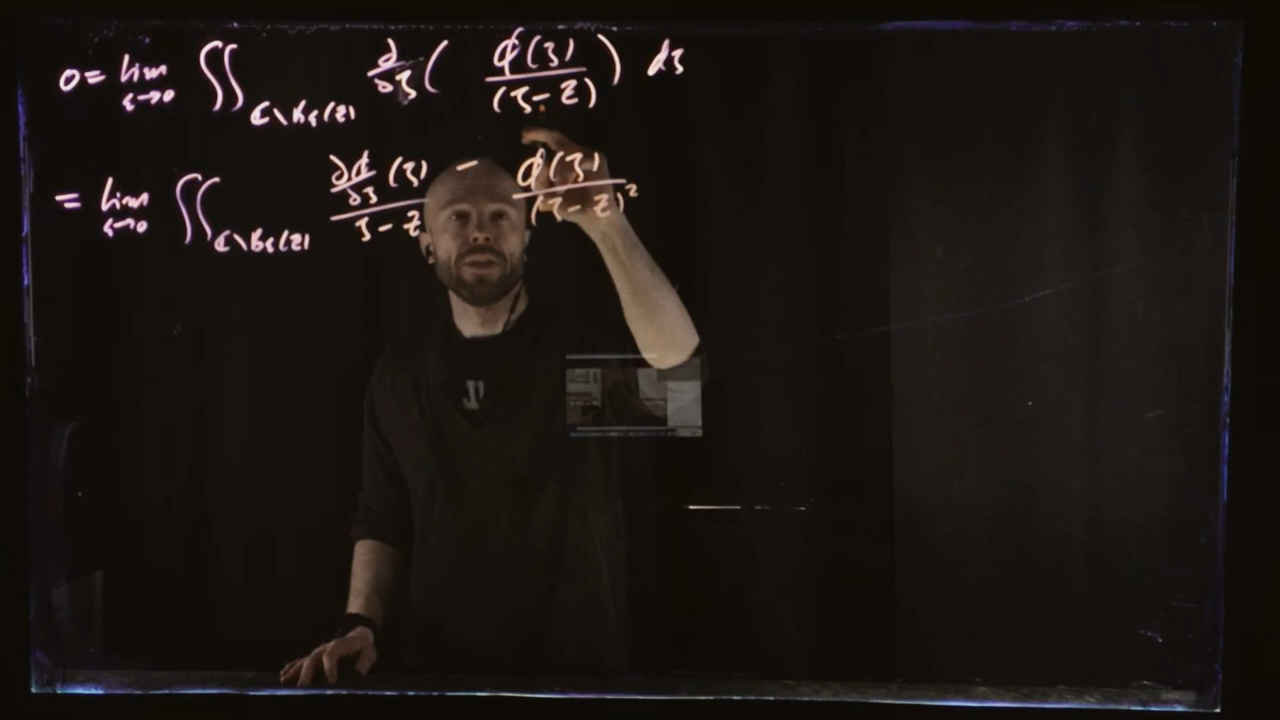 0 = lim_{ε→0} ∬_{ℂ\B_ε(z)} ∂/∂ζ ( φ(ζ) / (ζ - z) ) dζ
= lim_{ε→0} ∬_{ℂ\B_ε(z)} ∂φ/∂ζ (ζ) / ζ - z - φ(ζ) / (ζ - z)²